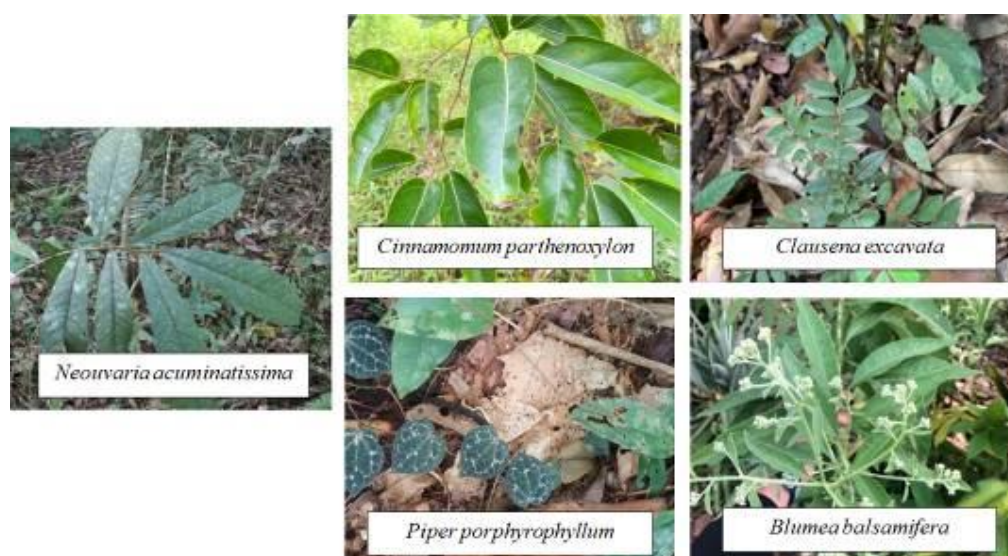 Cinnamomum parthenoxylon
Clausena excavata
Neouvaria acuminatissima
Piper porphyrophyllum
Blumea balsamifera